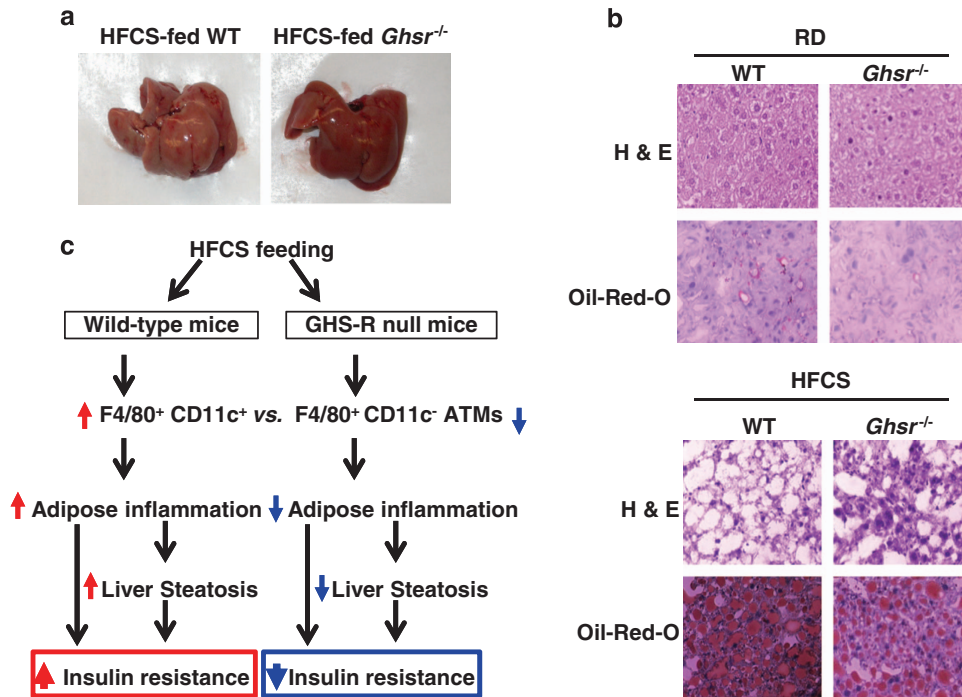 a
HFCS-fed WT HFCS-fed Ghsr-/-
b
RD
WT Ghsr-/-
H & E
Oil-Red-O
HFCS
WT Ghsr-/-
H & E
Oil-Red-O
c
HFCS feeding
Wild-type mice GHS-R null mice
F4/80+ CD11c+ vs. F4/80+ CD11c- ATMs
Adipose inflammation Adipose inflammation
Liver Steatosis Liver Steatosis
Insulin resistance Insulin resistance